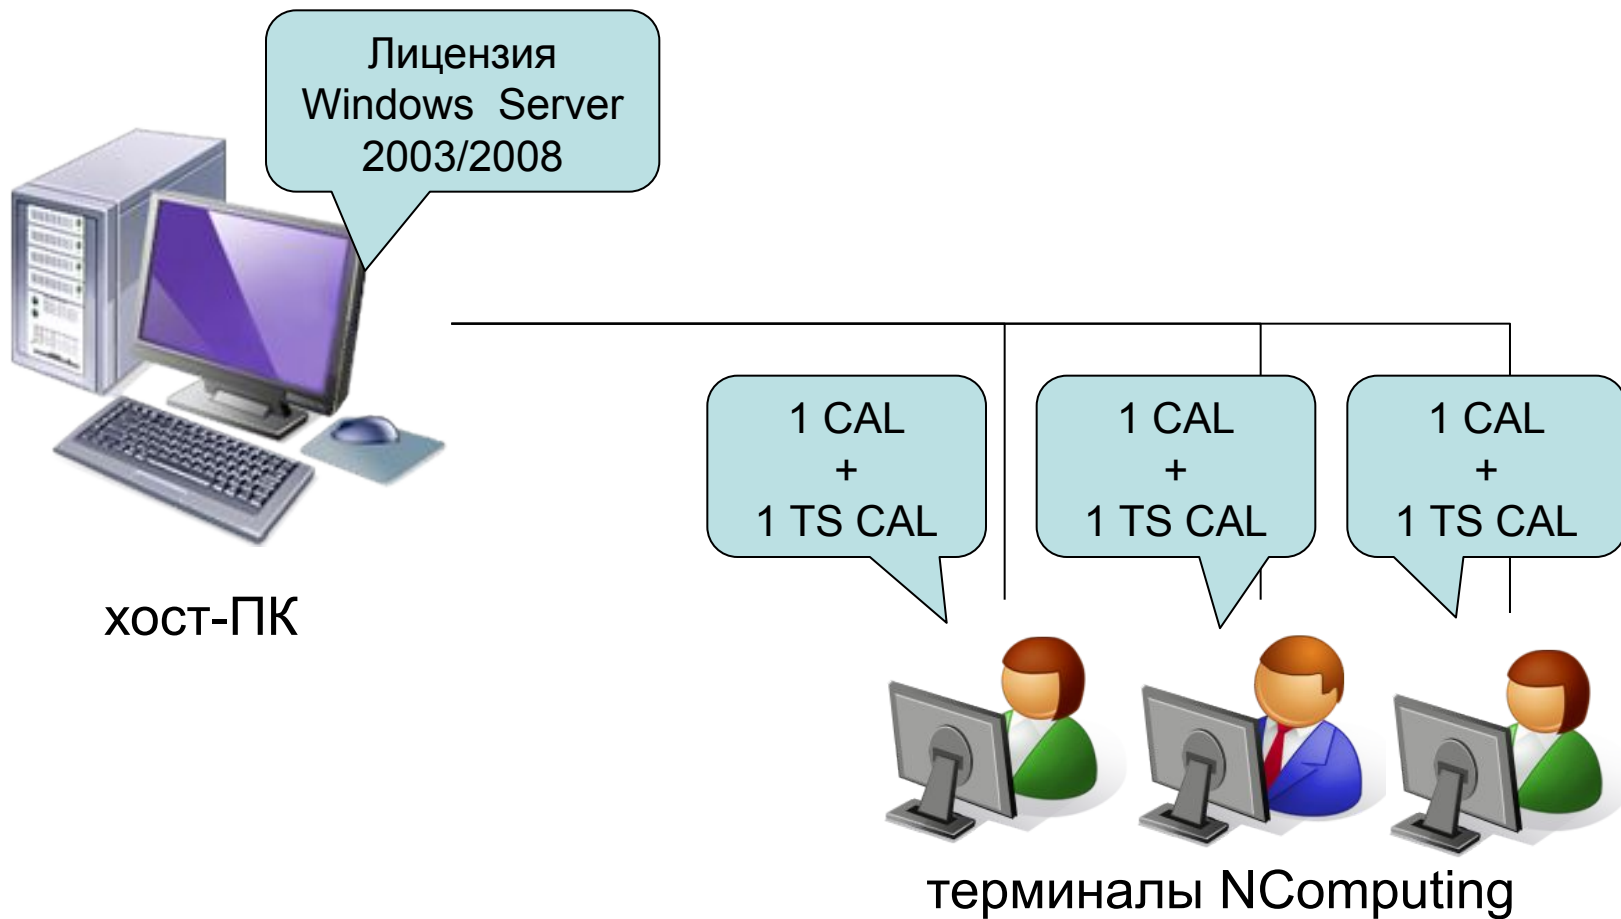 Лицензия
Windows Server
2003/2008
1 CAL
+
1 TS CAL
1 CAL
+
1 TS CAL
1 CAL
+
1 TS CAL
хост-ПК
терминалы NComputing